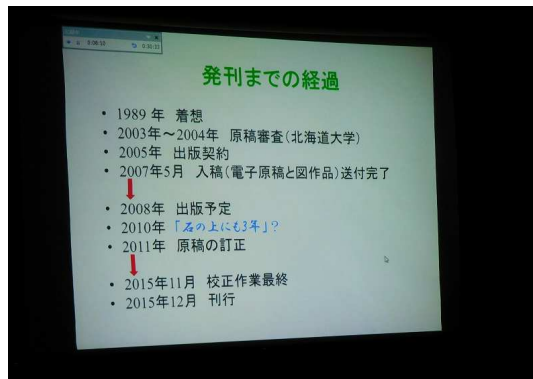 発刊までの経過
• 1989年 着想
• 2003年～2004年 原稿審査(北海道大学)
• 2005年 出版契約
• 2007年5月 入稿(電子原稿と図作品)送付完了
• 2008年 出版予定
• 2010年「石の上にも3年」?
• 2011年 原稿の訂正
• 2015年11月 校正作業最終
• 2015年12月 刊行